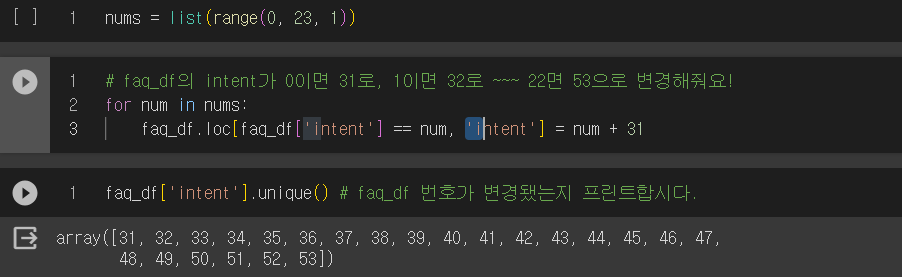 [ ] 1 nums = list(range(0, 23, 1))
1 # faq_df의 intent가 0이면 31로, 1이면 32로 ~~~ 22면 53으로 변경해줘요!
2 for num in nums:
3 faq_df.loc[faq_df['intent'] == num, 'intent'] = num + 31
1 faq_df['intent'].unique() # faq_df 번호가 변경됐는지 프린트합시다.
array([31, 32, 33, 34, 35, 36, 37, 38, 39, 40, 41, 42, 43, 44, 45, 46, 47,
48, 49, 50, 51, 52, 53])